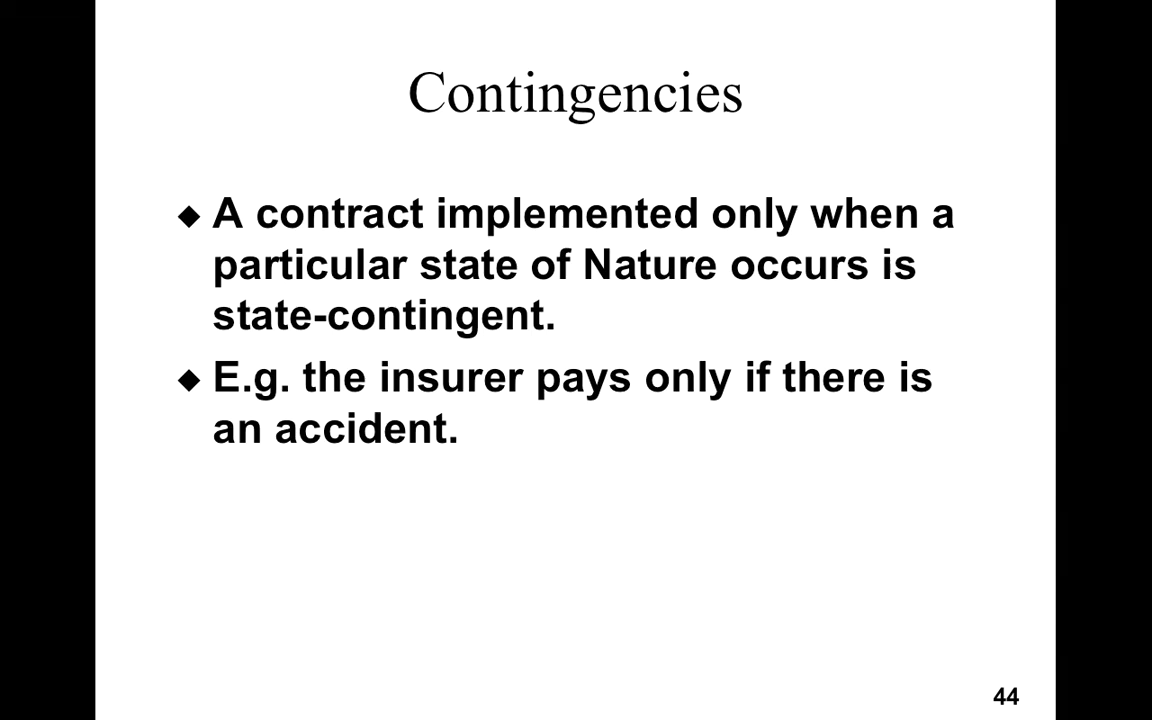 Contingencies
◆ A contract implemented only when a
particular state of Nature occurs is
state-contingent.
◆ E.g. the insurer pays only if there is
an accident.
44